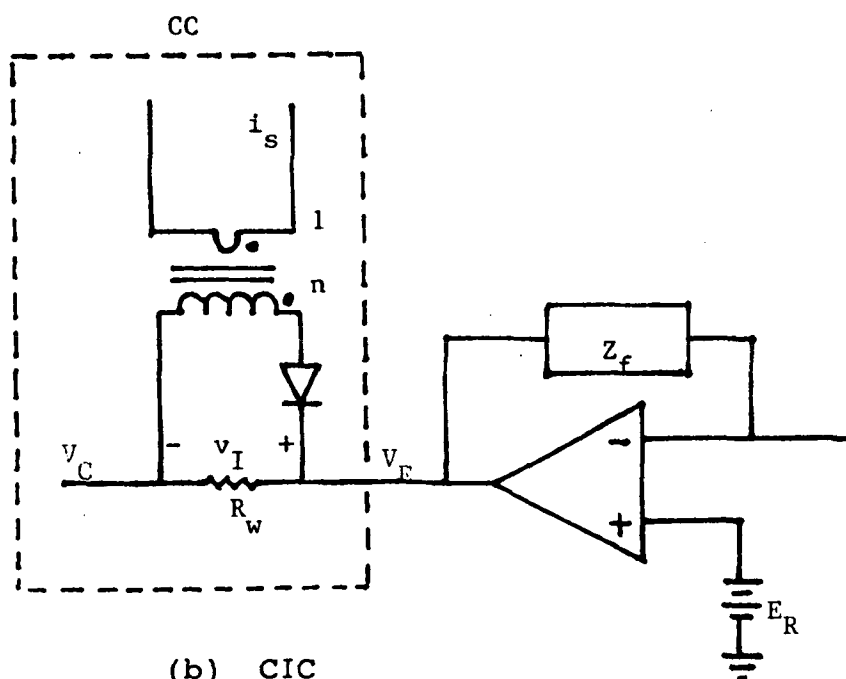 CC
i_s
1
n
Z_f
V_C
- v_I +
R_w
V_E
-
+
E_R
(b) CIC